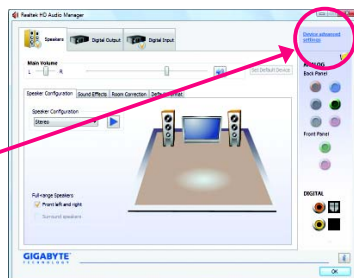 Realtek HD Audio Manager
Speakers
Digital Output
Digital Input
Device advanced
settings
Main Volume
L
R
Set Default Device
ANALOG
Back Panel
Speaker Configuration
Sound Effects
Room Correction
Default Format
Speaker Configuration
Stereo
Front Panel
Full-range Speakers
Front left and right
Surround speakers
DIGITAL
GIGABYTE
TECHNOLOGY
OK